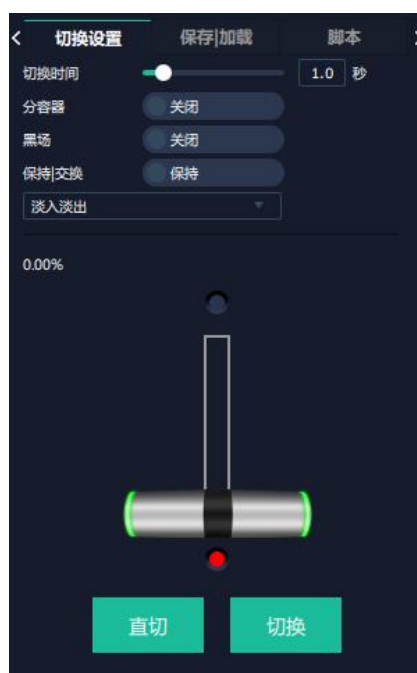 切换设置 保存|加载 脚本
切换时间 1.0 秒
分容器 关闭
黑场 关闭
保持|交换 保持
淡入淡出
0.00%
直切 切换